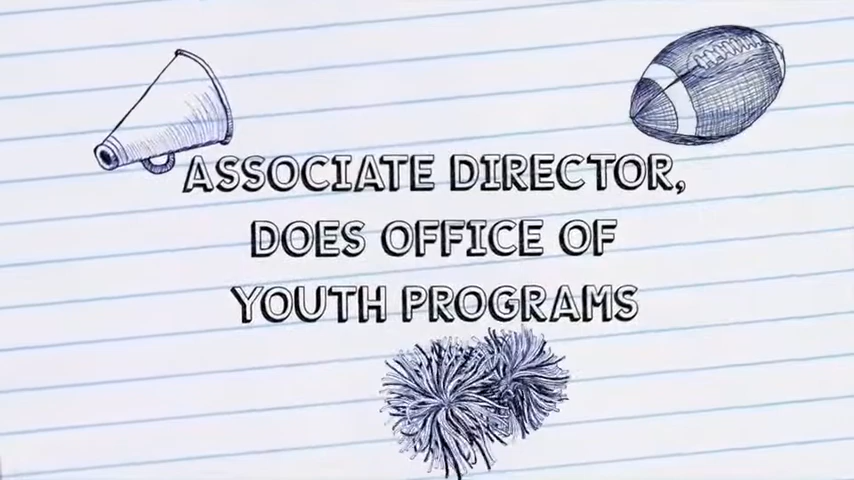 ASSOCIATE DIRECTOR,
DOES OFFICE OF
YOUTH PROGRAMS